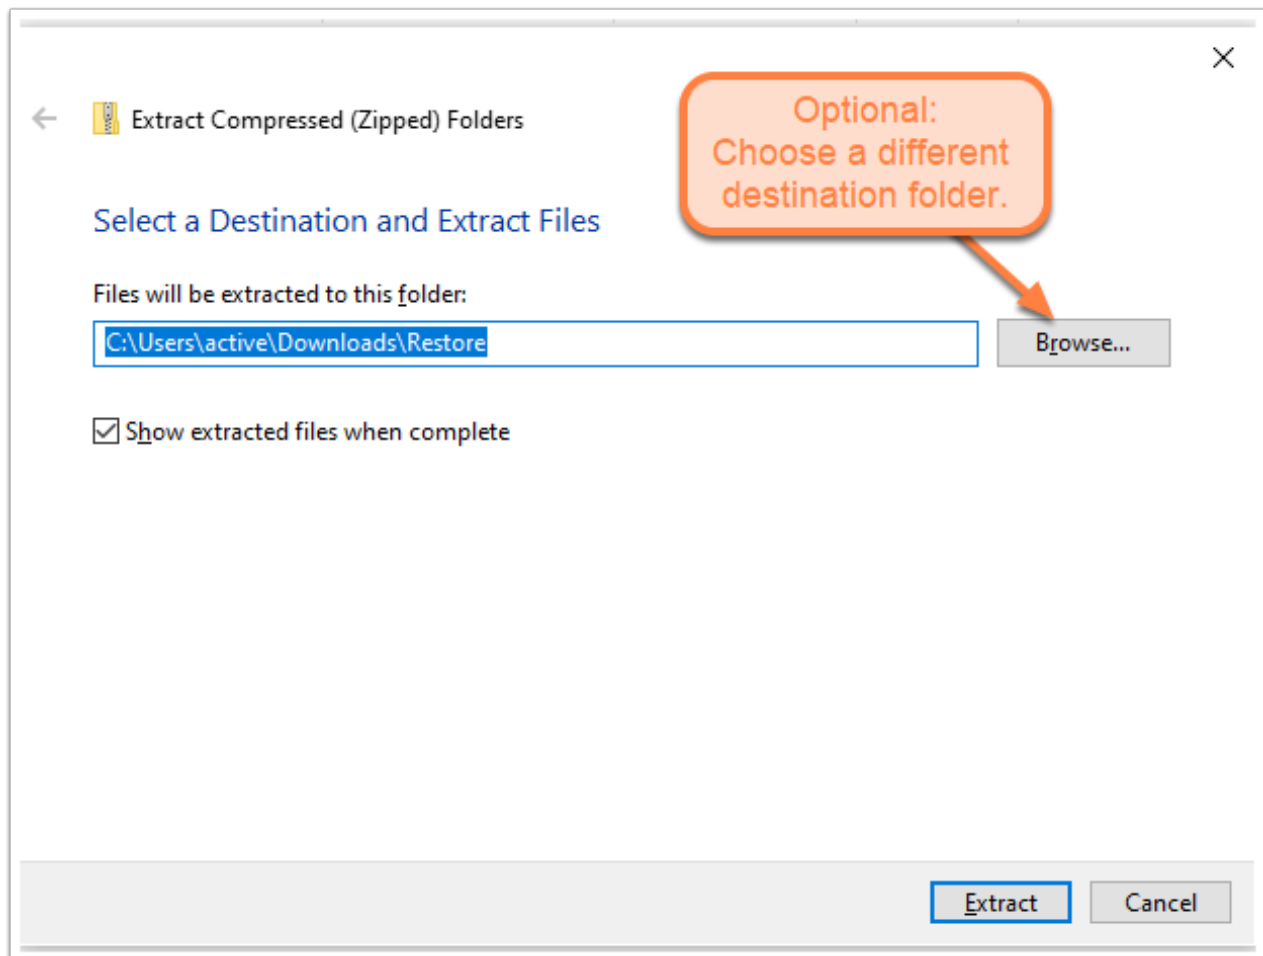 Extract Compressed (Zipped) Folders
Optional:
Choose a different
destination folder.
Select a Destination and Extract Files
Files will be extracted to this folder:
C:\Users\active\Downloads\Restore
Browse...
Show extracted files when complete
Extract
Cancel